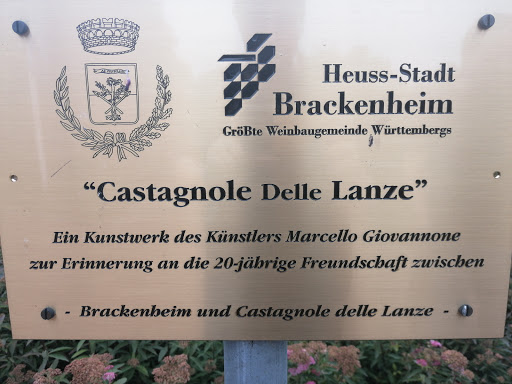 Heuss-Stadt
Brackenheim
Größte Weinbaugemeinde Württembergs
“Castagnole Delle Lanze”
Ein Kunstwerk des Künstlers Marcello Giovannone
zur Erinnerung an die 20-jährige Freundschaft zwischen
- Brackenheim und Castagnole delle Lanze -